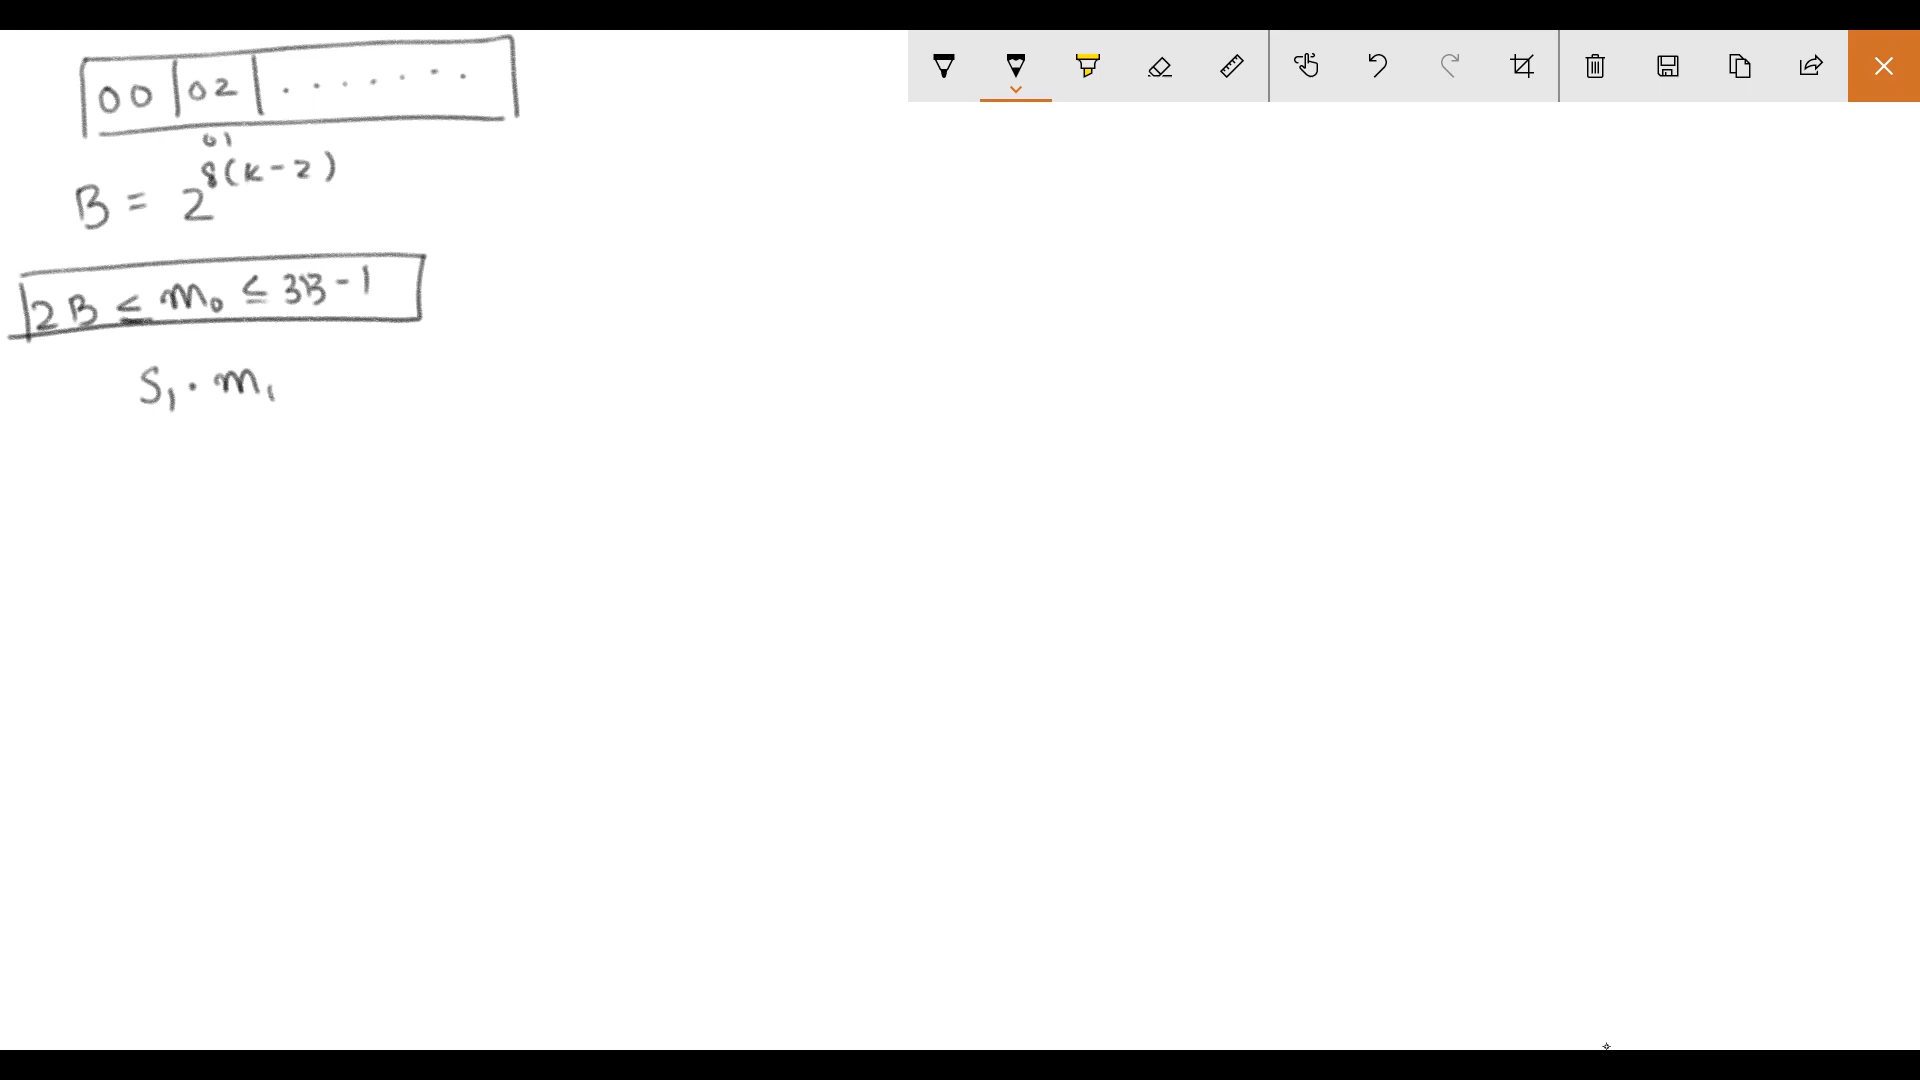 00 | 02 | . . . . . . .
01
B = 2^8(k-2)
2B ≤ m₀ ≤ 3B-1
S₁ · m₁